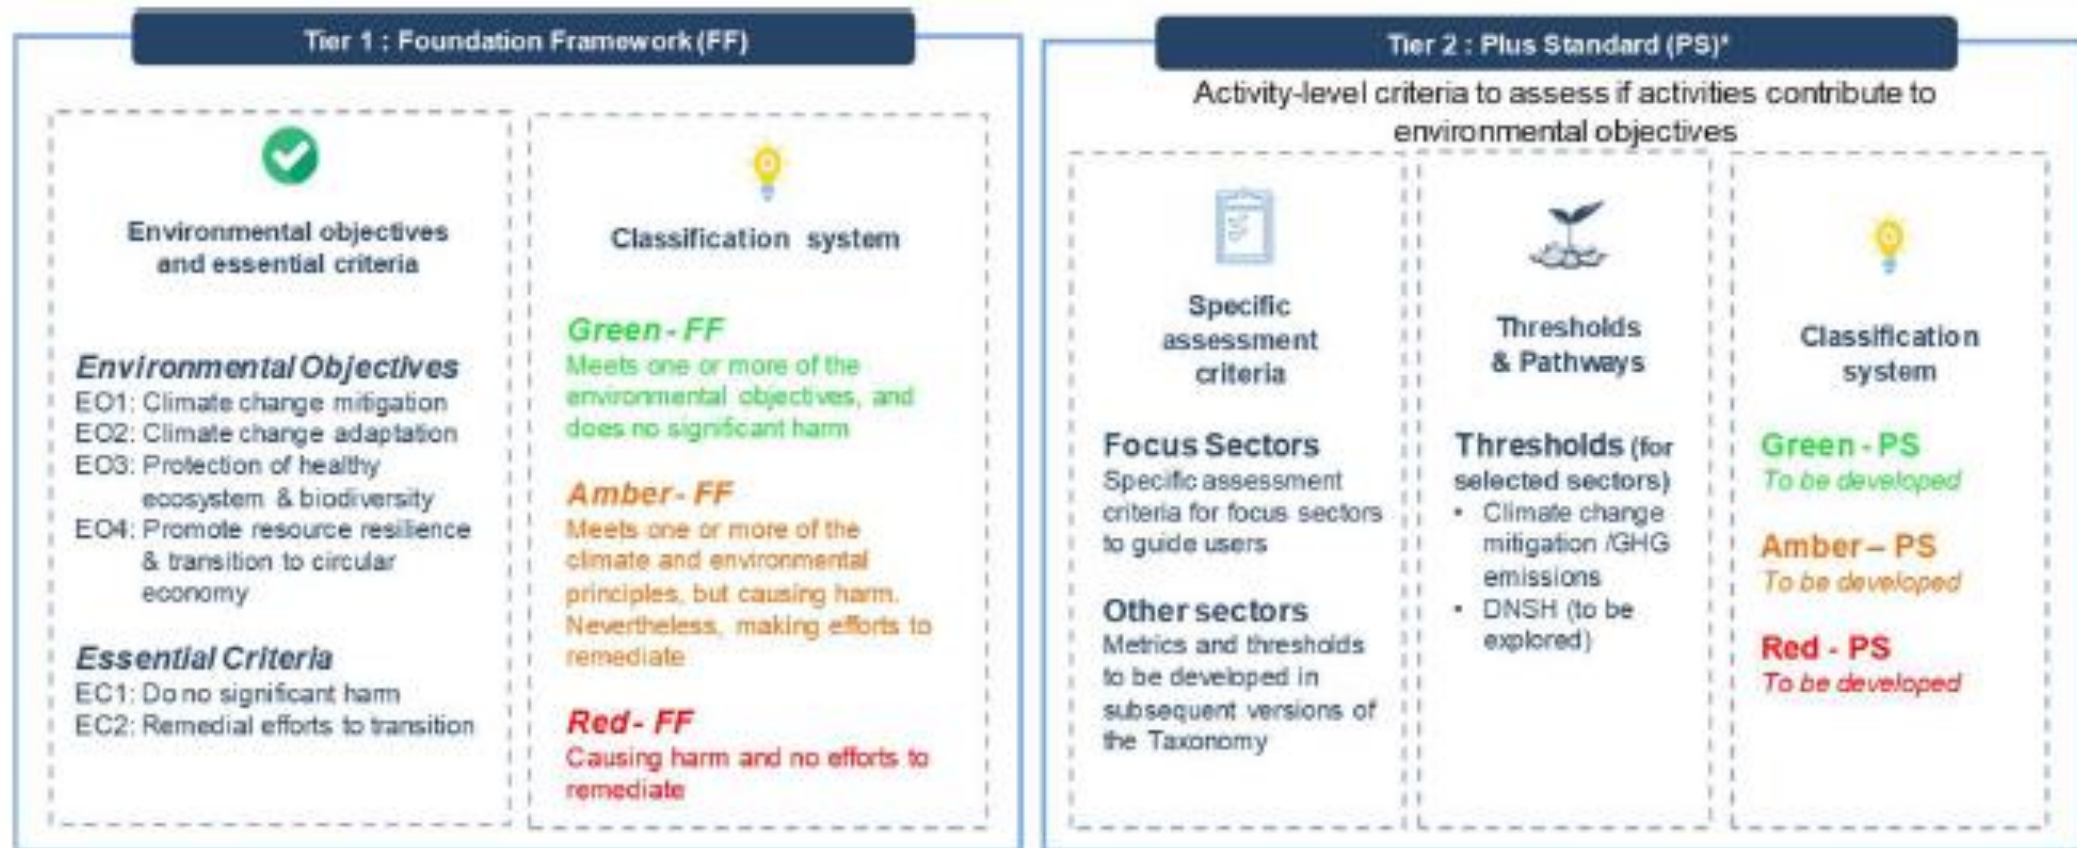 Tier 1 : Foundation Framework (FF)
Environmental objectives
and essential criteria
Environmental Objectives
EO1: Climate change mitigation
EO2: Climate change adaptation
EO3: Protection of healthy
ecosystem & biodiversity
EO4: Promote resource resilience
& transition to circular
economy
Essential Criteria
EC1: Do no significant harm
EC2: Remedial efforts to transition
Classification system
Green - FF
Meets one or more of the
environmental objectives, and
does no significant harm
Amber - FF
Meets one or more of the
climate and environmental
principles, but causing harm.
Nevertheless, making efforts to
remediate
Red - FF
Causing harm and no efforts to
remediate
Tier 2 : Plus Standard (PS)*
Activity-level criteria to assess if activities contribute to
environmental objectives
Specific
assessment
criteria
Focus Sectors
Specific assessment
criteria for focus sectors
to guide users
Other sectors
Metrics and thresholds
to be developed in
subsequent versions of
the Taxonomy
Thresholds
& Pathways
Thresholds (for
selected sectors)
• Climate change
mitigation /GHG
emissions
• DNSH (to be
explored)
Classification
system
Green - PS
To be developed
Amber – PS
To be developed
Red - PS
To be developed